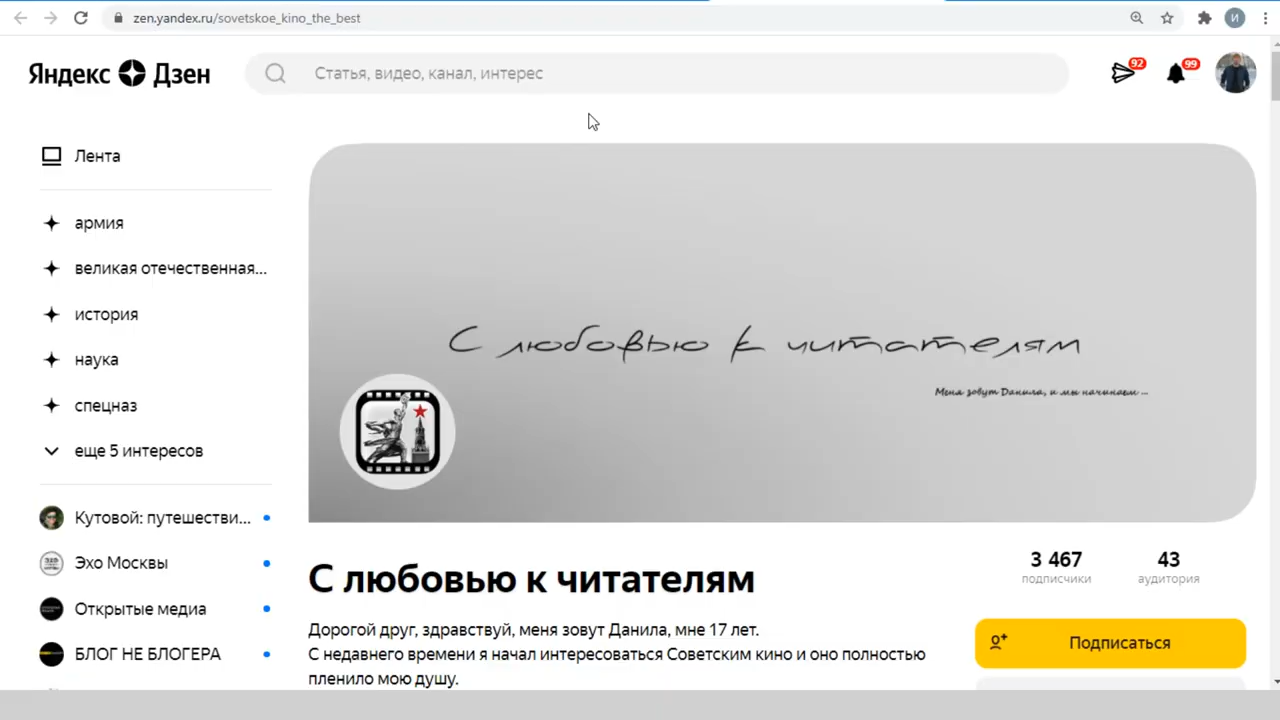 zen.yandex.ru/sovetskoe_kino_the_best
И
Яндекс Дзен
Статья, видео, канал, интерес
92
99
Лента
армия
великая отечественная...
история
наука
спецназ
еще 5 интересов
Кутовой: путешестви...
Эхо Москвы
Открытые медиа
БЛОГ НЕ БЛОГЕРА
С любовью к читателям
Меня зовут Данила, и мы начинаем ...
С любовью к читателям
3 467
подписчики
43
аудитория
Дорогой друг, здравствуй, меня зовут Данила, мне 17 лет.
С недавнего времени я начал интересоваться Советским кино и оно полностью
пленило мою душу.
Подписаться